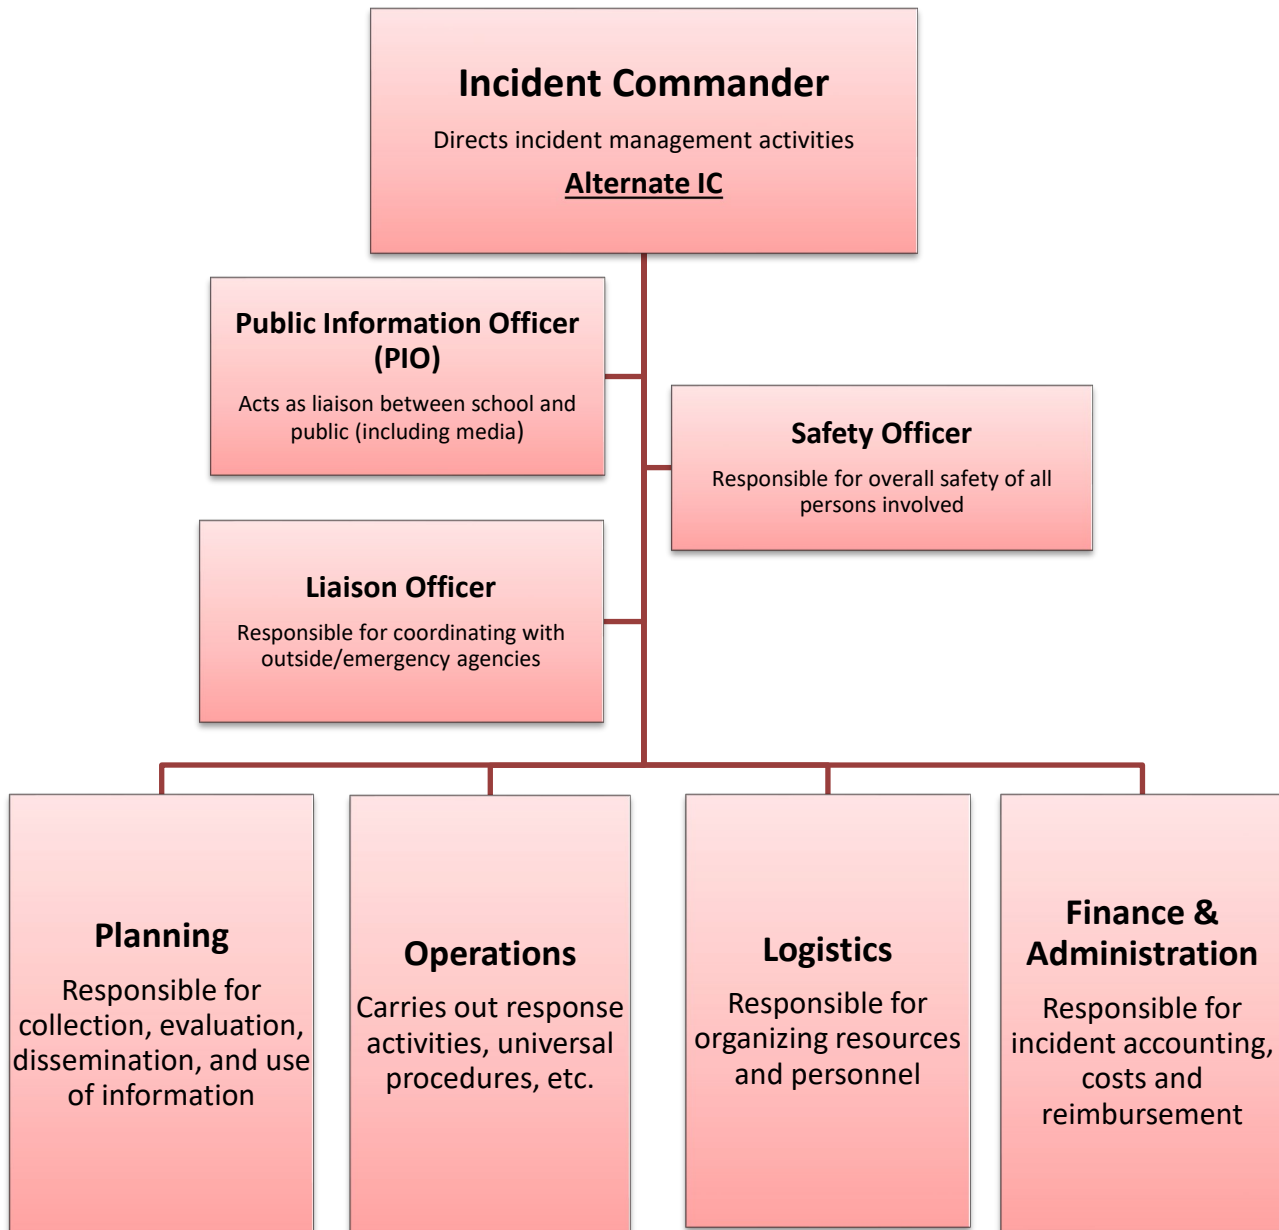 Incident Commander
Directs incident management activities
Alternate IC
Public Information Officer
(PIO)
Acts as liaison between school and
public (including media)
Safety Officer
Responsible for overall safety of all
persons involved
Liaison Officer
Responsible for coordinating with
outside/emergency agencies
Planning
Responsible for
collection, evaluation,
dissemination, and use
of information
Operations
Carries out response
activities, universal
procedures, etc.
Logistics
Responsible for
organizing resources
and personnel
Finance &
Administration
Responsible for
incident accounting,
costs and
reimbursement